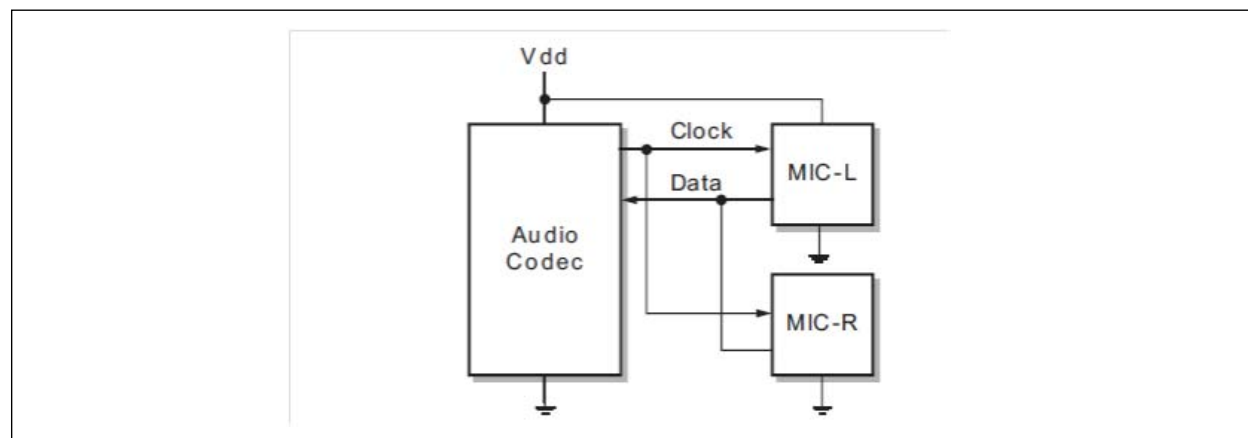 Vdd
Clock
MIC-L
Data
Audio
Codec
MIC-R